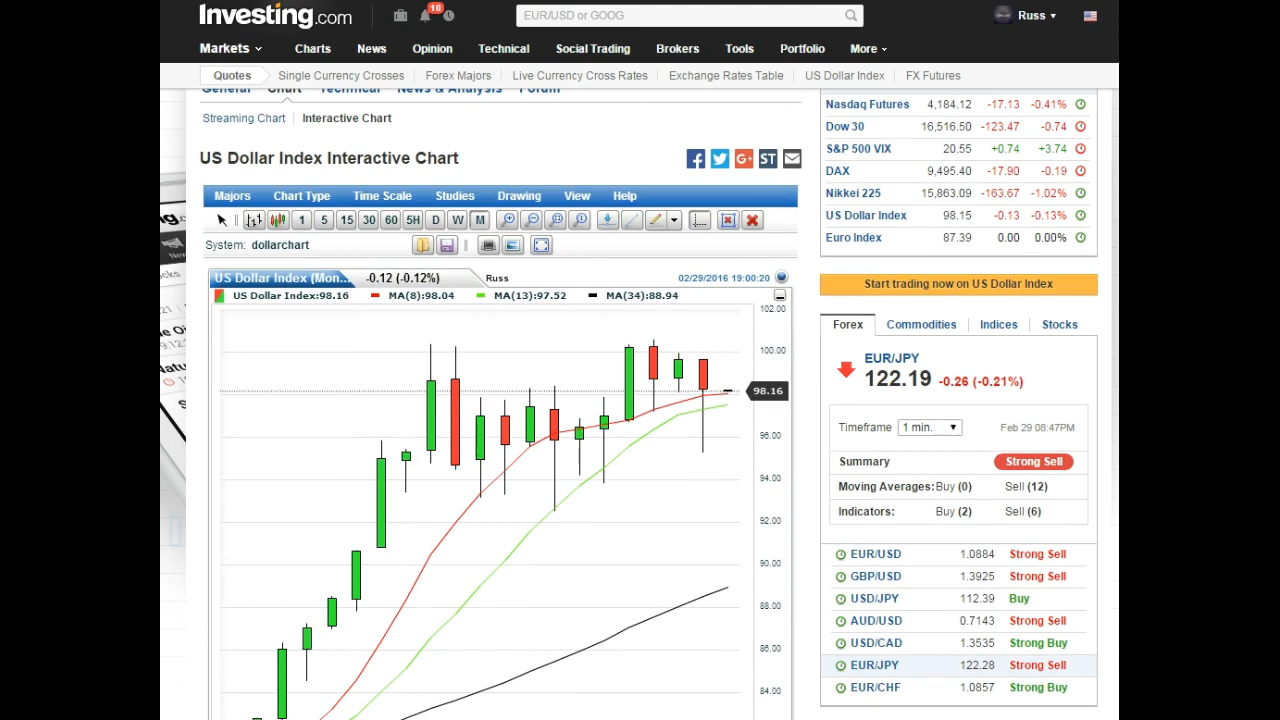 Investing.com
10
EUR/USD or GOOG
Russ
Markets Charts News Opinion Technical Social Trading Brokers Tools Portfolio More
Quotes Single Currency Crosses Forex Majors Live Currency Cross Rates Exchange Rates Table US Dollar Index FX Futures
General Chart Technical News & Analysis Forum
Streaming Chart Interactive Chart
US Dollar Index Interactive Chart
G+ ST
Majors Chart Type Time Scale Studies Drawing View Help
1 5 15 30 60 5H D W M
System: dollarchart
US Dollar Index (Mon... -0.12 (-0.12%) Russ 02/29/2016 19:00:20
US Dollar Index:98.16 MA(8):98.04 MA(13):97.52 MA(34):88.94
102.00
100.00
98.16
96.00
94.00
92.00
90.00
88.00
86.00
84.00
Nasdaq Futures 4,184.12 -17.13 -0.41%
Dow 30 16,516.50 -123.47 -0.74
S&P 500 VIX 20.55 +0.74 +3.74
DAX 9,495.40 -17.90 -0.19
Nikkei 225 15,863.09 -163.67 -1.02%
US Dollar Index 98.15 -0.13 -0.13%
Euro Index 87.39 0.00 0.00%
Start trading now on US Dollar Index
Forex Commodities Indices Stocks
EUR/JPY
122.19 -0.26 (-0.21%)
Timeframe 1 min. Feb 29 08:47PM
Summary Strong Sell
Moving Averages: Buy (0) Sell (12)
Indicators: Buy (2) Sell (6)
EUR/USD 1.0884 Strong Sell
GBP/USD 1.3925 Strong Sell
USD/JPY 112.39 Buy
AUD/USD 0.7143 Strong Sell
USD/CAD 1.3535 Strong Buy
EUR/JPY 122.28 Strong Sell
EUR/CHF 1.0857 Strong Buy